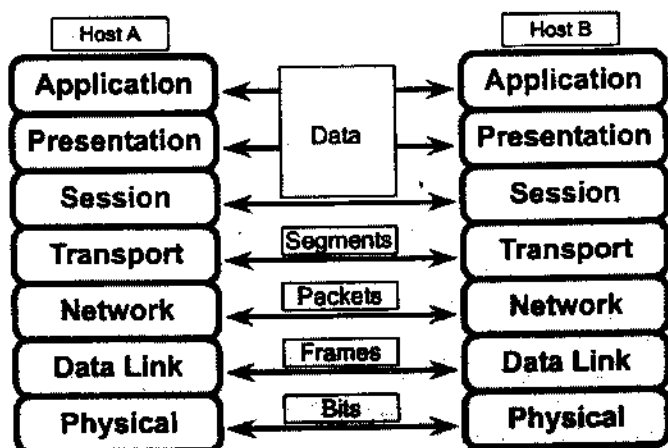 Host A
Host B
Application
Application
Presentation
Data
Presentation
Session
Session
Transport
Segments
Transport
Network
Packets
Network
Data Link
Frames
Data Link
Physical
Bits
Physical